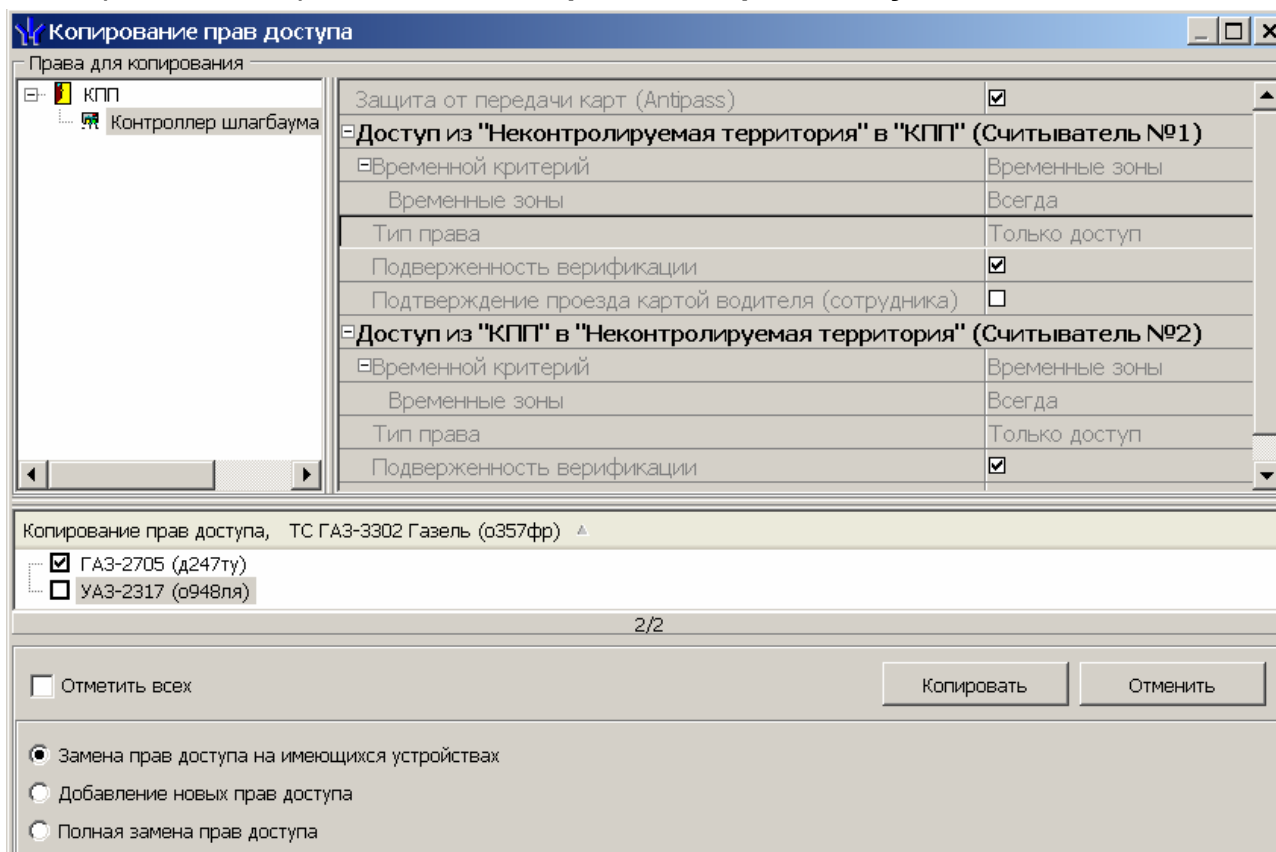 Копирование прав доступа
Права для копирования
КПП
Контроллер шлагбаума
Защита от передачи карт (Antipass)
Доступ из "Неконтролируемая территория" в "КПП" (Считыватель №1)
Временной критерий Временные зоны
Временные зоны Всегда
Тип права Только доступ
Подверженность верификации
Подтверждение проезда картой водителя (сотрудника)
Доступ из "КПП" в "Неконтролируемая территория" (Считыватель №2)
Временной критерий Временные зоны
Временные зоны Всегда
Тип права Только доступ
Подверженность верификации
Копирование прав доступа, ТС ГАЗ-3302 Газель (о357фр)
ГАЗ-2705 (д247ту)
УАЗ-2317 (о948ля)
2/2
Отметить всех Копировать Отменить
Замена прав доступа на имеющихся устройствах
Добавление новых прав доступа
Полная замена прав доступа